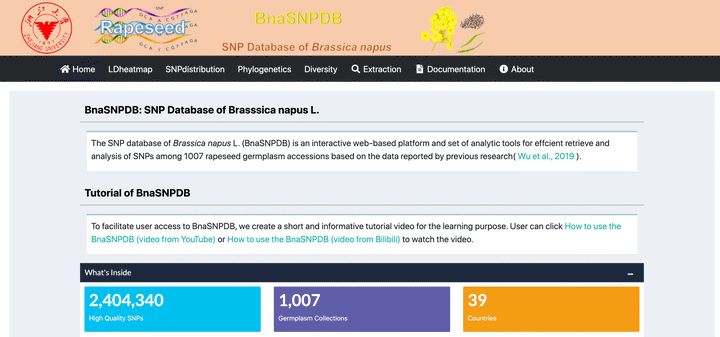 SNP
Rapeseed
BnaSNPDB
SNP Database of Brassica napus
ZHEJIANG UNIVERSITY
Home LDheatmap SNPdistribution Phylogenetics Diversity Extraction Documentation About
BnaSNPDB: SNP Database of Brasssica napus L.
The SNP database of Brassica napus L. (BnaSNPDB) is an interactive web-based platform and set of analytic tools for effcient retrieve and
analysis of SNPs among 1007 rapeseed germplasm accessions based on the data reported by previous research( Wu et al., 2019 ).
Tutorial of BnaSNPDB
To facilitate user access to BnaSNPDB, we create a short and informative tutorial video for the learning purpose. User can click How to use the
BnaSNPDB (video from YouTube) or How to use the BnaSNPDB (video from Bilibili) to watch the video.
What's Inside
2,404,340 1,007 39
High Quality SNPs Germplasm Collections Countries